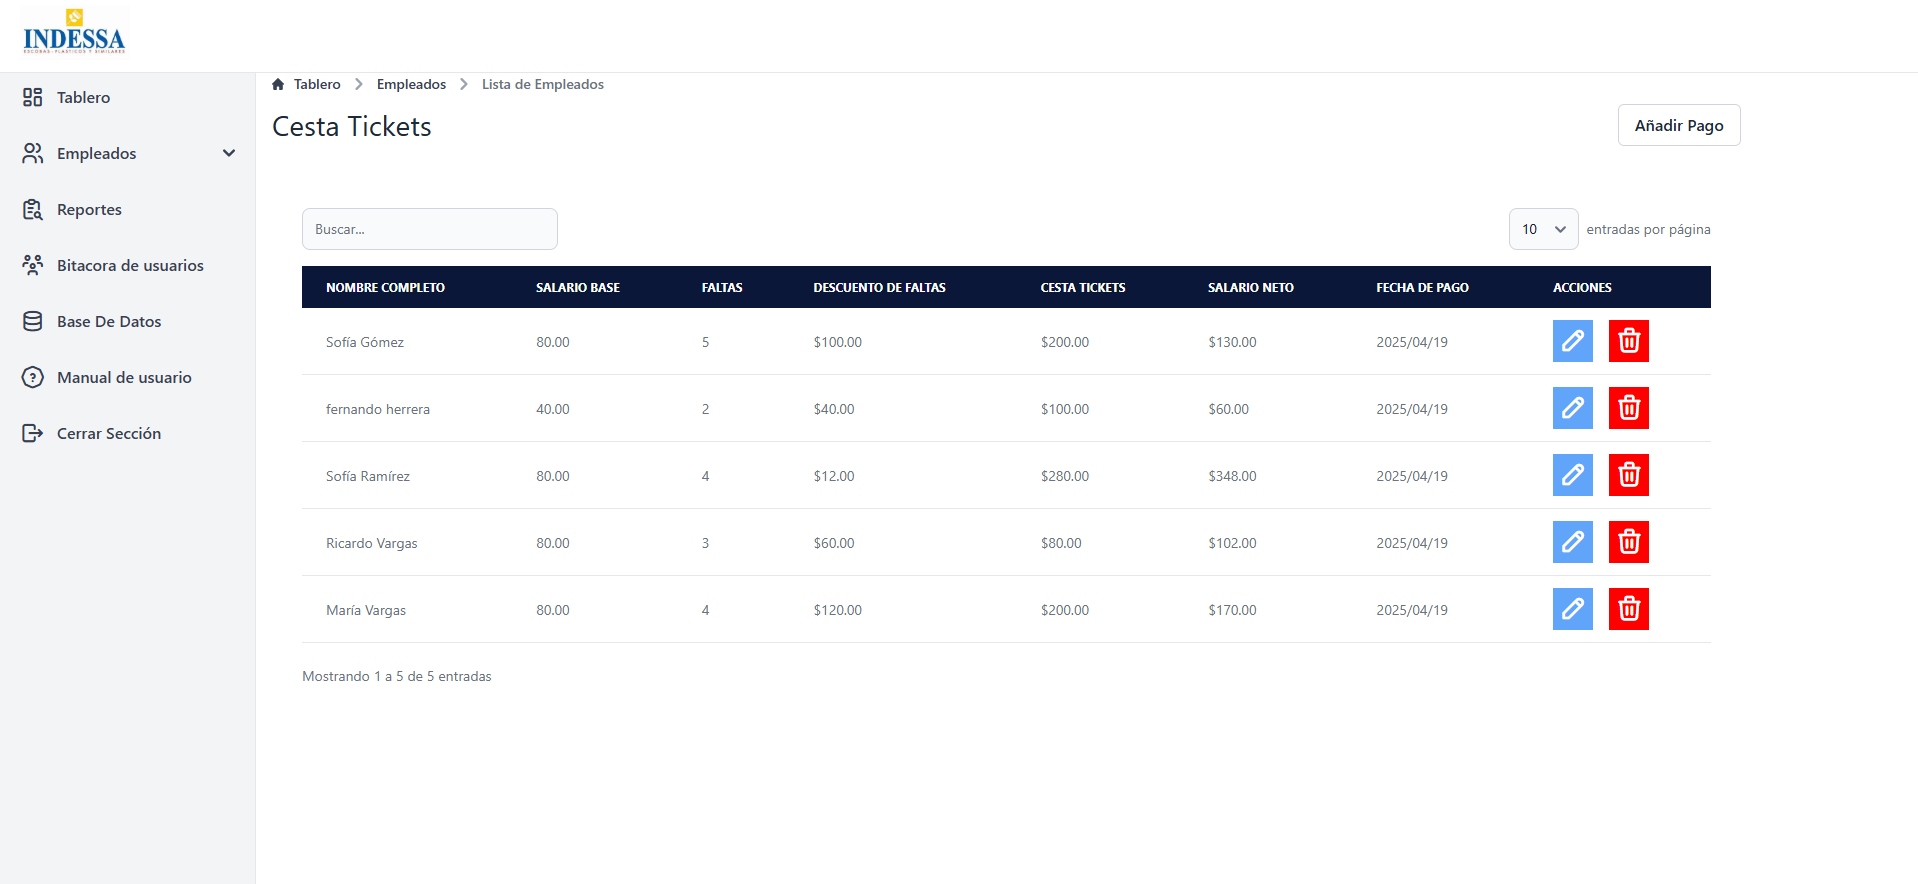 INDESSA
ESCOBAS - PLASTICOS Y SIMILARES
Tablero
Empleados
Reportes
Bitacora de usuarios
Base De Datos
Manual de usuario
Cerrar Sección
Tablero Empleados Lista de Empleados
Cesta Tickets
Añadir Pago
Buscar...
10 entradas por página
NOMBRE COMPLETO SALARIO BASE FALTAS DESCUENTO DE FALTAS CESTA TICKETS SALARIO NETO FECHA DE PAGO ACCIONES
Sofía Gómez 80.00 5 $100.00 $200.00 $130.00 2025/04/19
fernando herrera 40.00 2 $40.00 $100.00 $60.00 2025/04/19
Sofía Ramírez 80.00 4 $12.00 $280.00 $348.00 2025/04/19
Ricardo Vargas 80.00 3 $60.00 $80.00 $102.00 2025/04/19
María Vargas 80.00 4 $120.00 $200.00 $170.00 2025/04/19
Mostrando 1 a 5 de 5 entradas